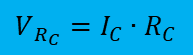 V_{R_C} = I_C · R_C